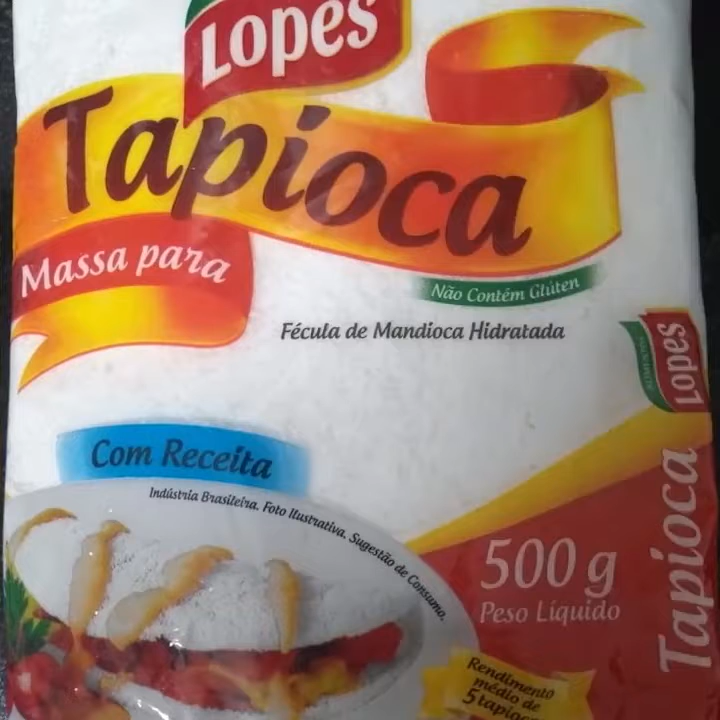 Lopes
Tapioca
Massa para
Não Contém Glúten
Fécula de Mandioca Hidratada
Lopes
Com Receita
Indústria Brasileira. Foto Ilustrativa. Sugestão de Consumo.
500 g
Peso Líquido
Tapioca
Rendimento
médio de